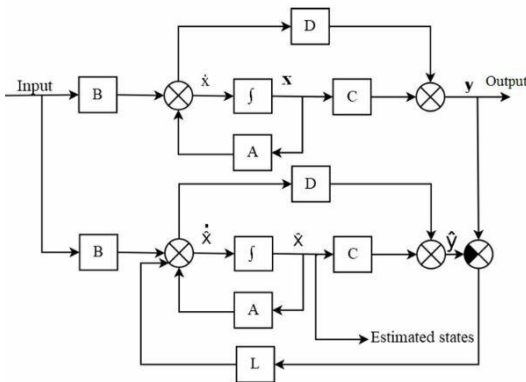 D
Input
B
ẋ
∫
x
C
y
Output
A
D
B
x̂̇
∫
x̂
C
ŷ
A
Estimated states
L